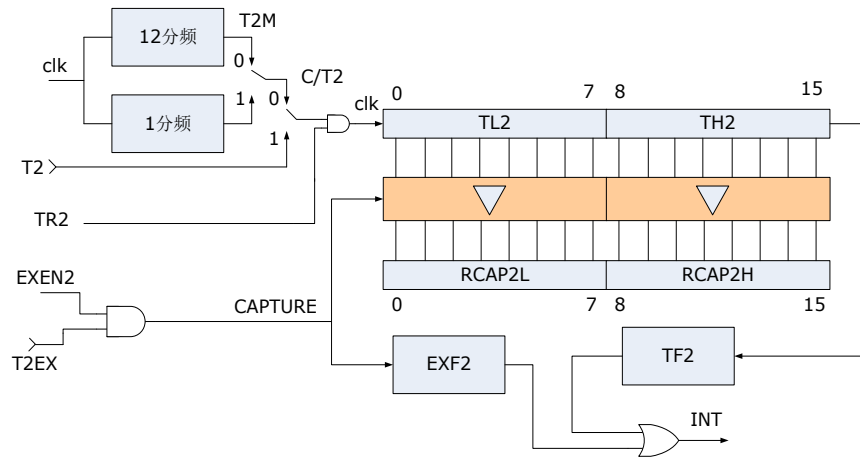 T2M
12分频
0
clk
C/T2
0
1
1分频
1
T2
clk
0
7
8
15
TL2
TH2
TR2
RCAP2L
RCAP2H
0
7
8
15
EXEN2
CAPTURE
T2EX
EXF2
TF2
INT